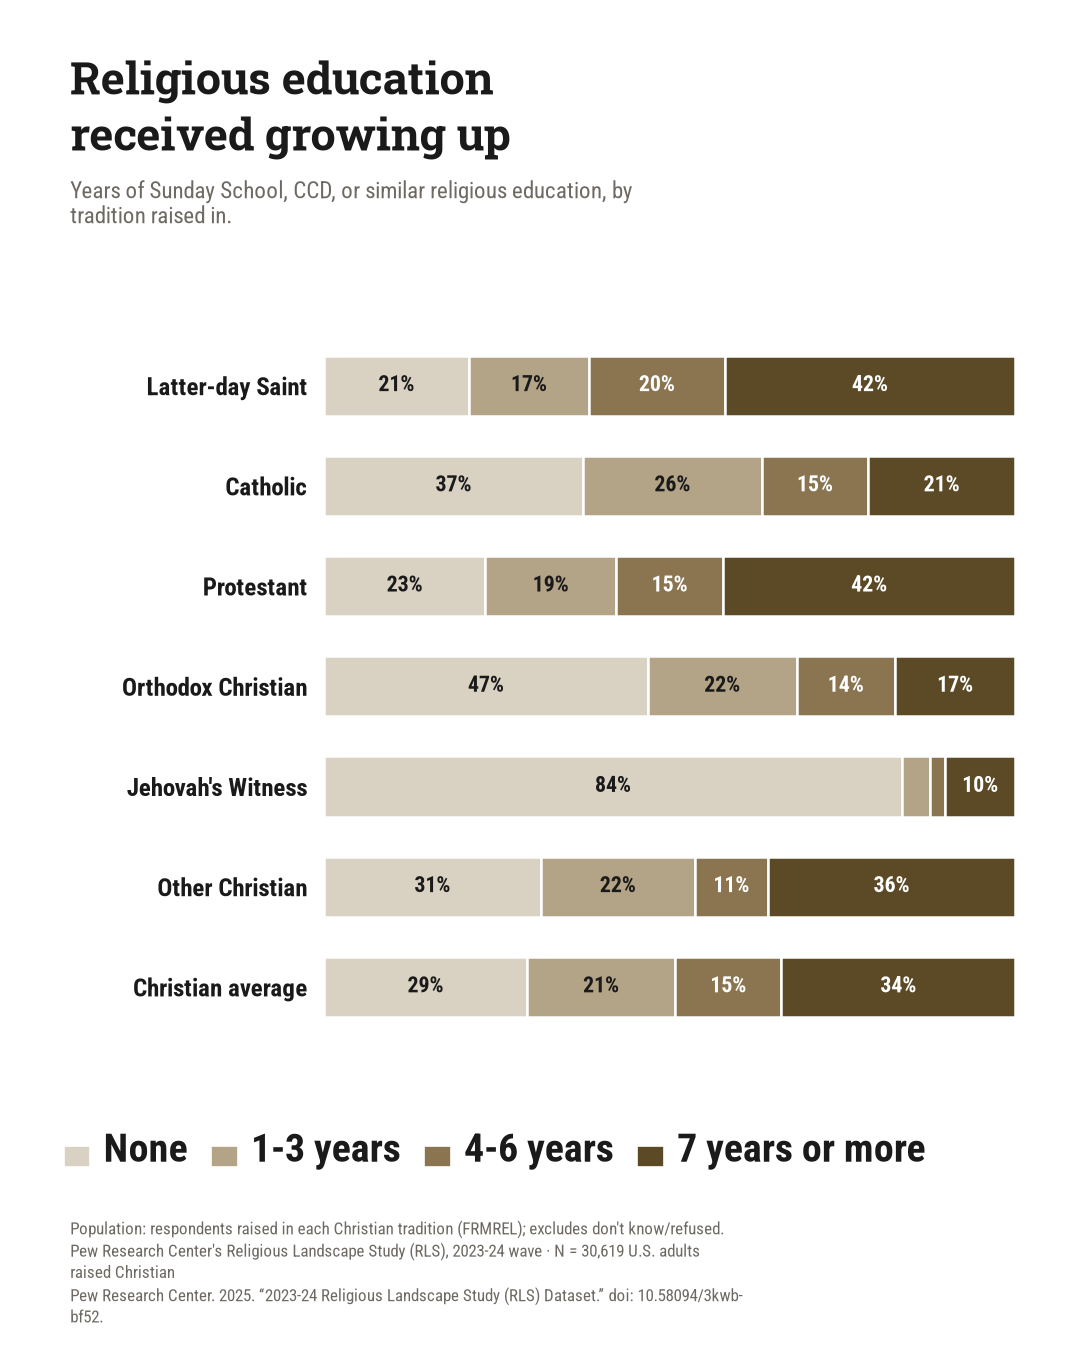 Religious education
received growing up
Years of Sunday School, CCD, or similar religious education, by
tradition raised in.
Latter-day Saint 21% 17% 20% 42%
Catholic 37% 26% 15% 21%
Protestant 23% 19% 15% 42%
Orthodox Christian 47% 22% 14% 17%
Jehovah's Witness 84% 10%
Other Christian 31% 22% 11% 36%
Christian average 29% 21% 15% 34%
None 1-3 years 4-6 years 7 years or more
Population: respondents raised in each Christian tradition (FRMREL); excludes don't know/refused.
Pew Research Center's Religious Landscape Study (RLS), 2023-24 wave · N = 30,619 U.S. adults
raised Christian
Pew Research Center. 2025. “2023-24 Religious Landscape Study (RLS) Dataset.” doi: 10.58094/3kwb-
bf52.